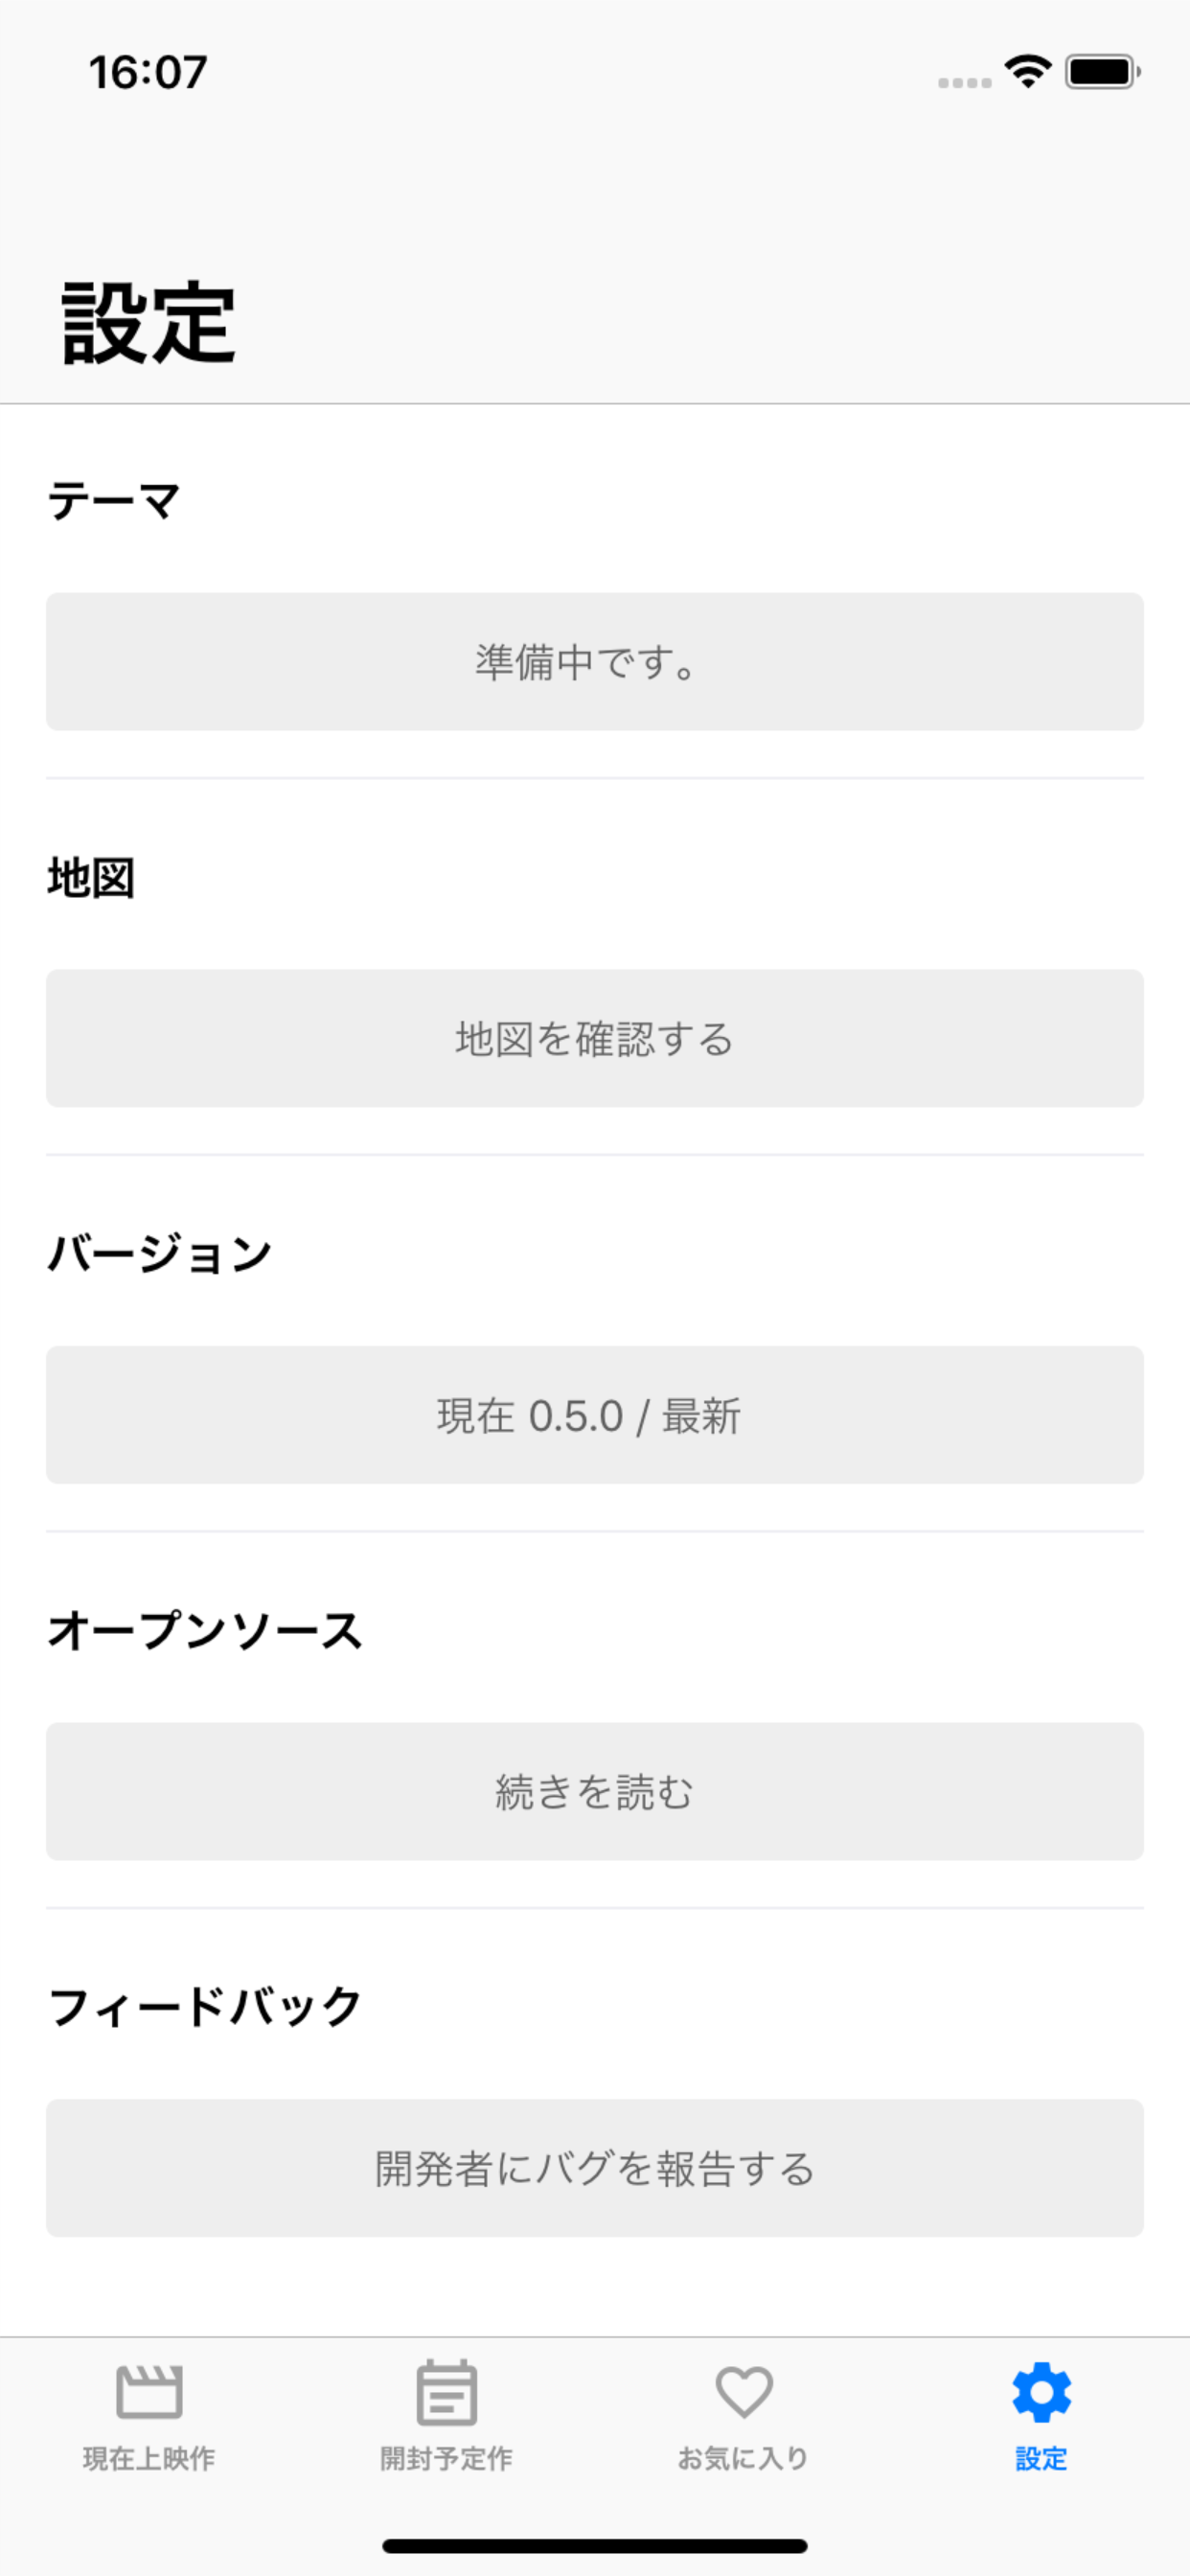 16:07
設定
テーマ
準備中です。
地図
地図を確認する
バージョン
現在 0.5.0 / 最新
オープンソース
続きを読む
フィードバック
開発者にバグを報告する
現在上映作
開封予定作
お気に入り
設定